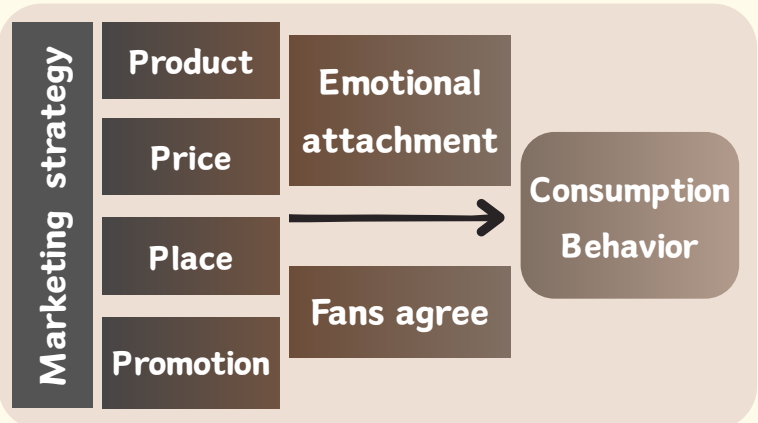 Marketing strategy
Product
Price
Place
Promotion
Emotional
attachment
Fans agree
Consumption
Behavior